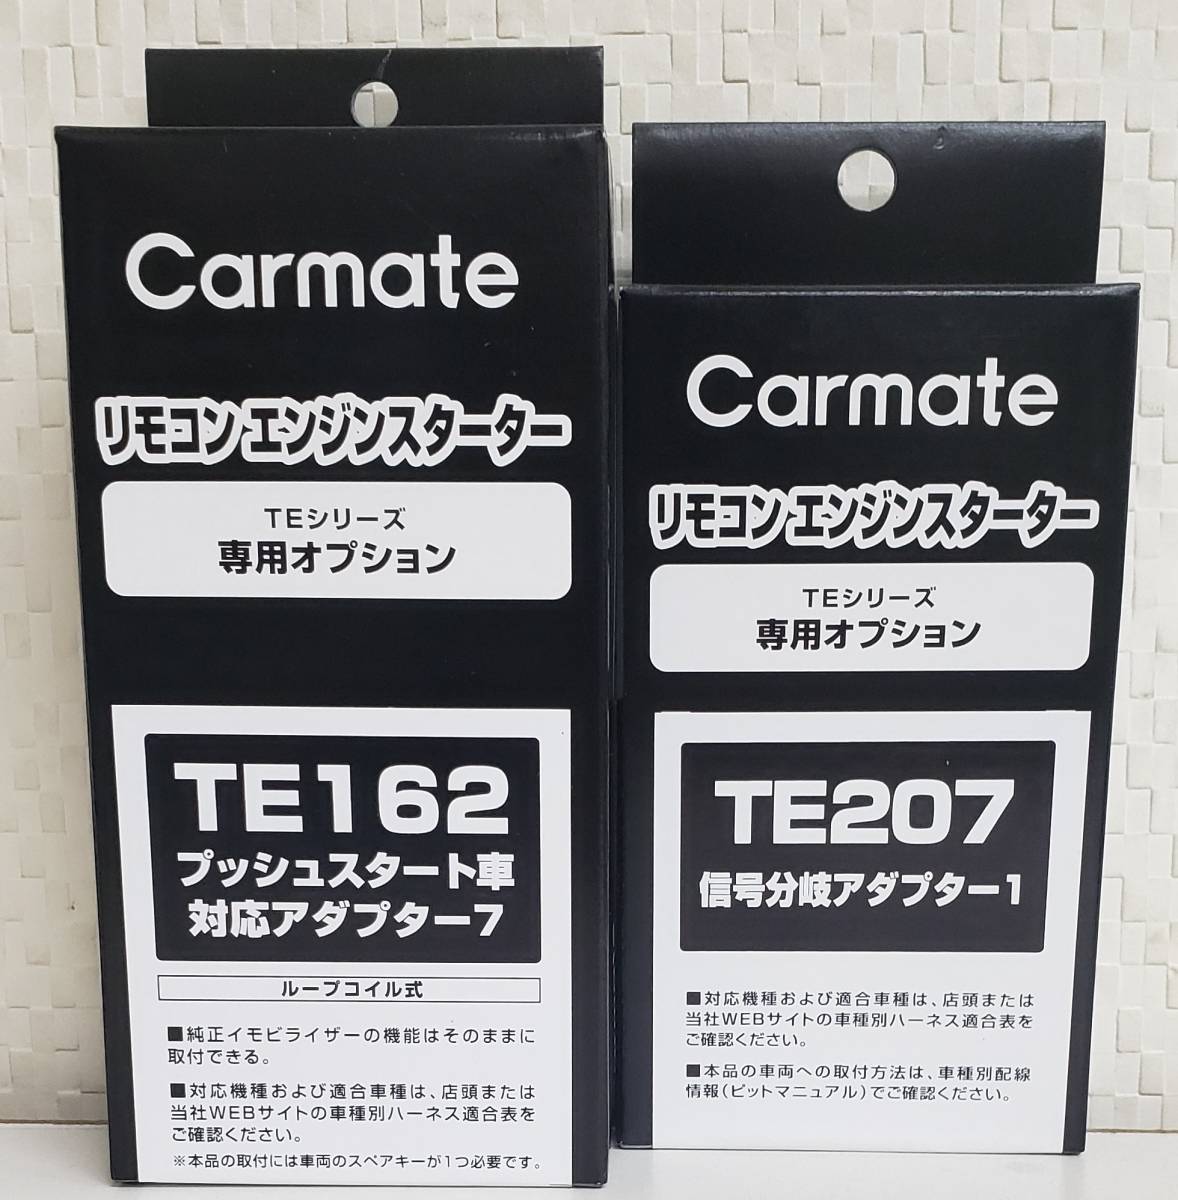 Carmate
リモコン エンジンスターター
TEシリーズ
専用オプション
TE162
プッシュスタート車
対応アダプター7
ループコイル式
■純正イモビライザーの機能はそのままに
取付できる。
■対応機種および適合車種は、店頭または
当社WEBサイトの車種別ハーネス適合表を
ご確認ください。
※本品の取付には車両のスペアキーが1つ必要です。
Carmate
リモコン エンジンスターター
TEシリーズ
専用オプション
TE207
信号分岐アダプター1
■対応機種および適合車種は、店頭または
当社WEBサイトの車種別ハーネス適合表を
ご確認ください。
■本品の車両への取付方法は、車種別配線
情報(ピットマニュアル)でご確認ください。